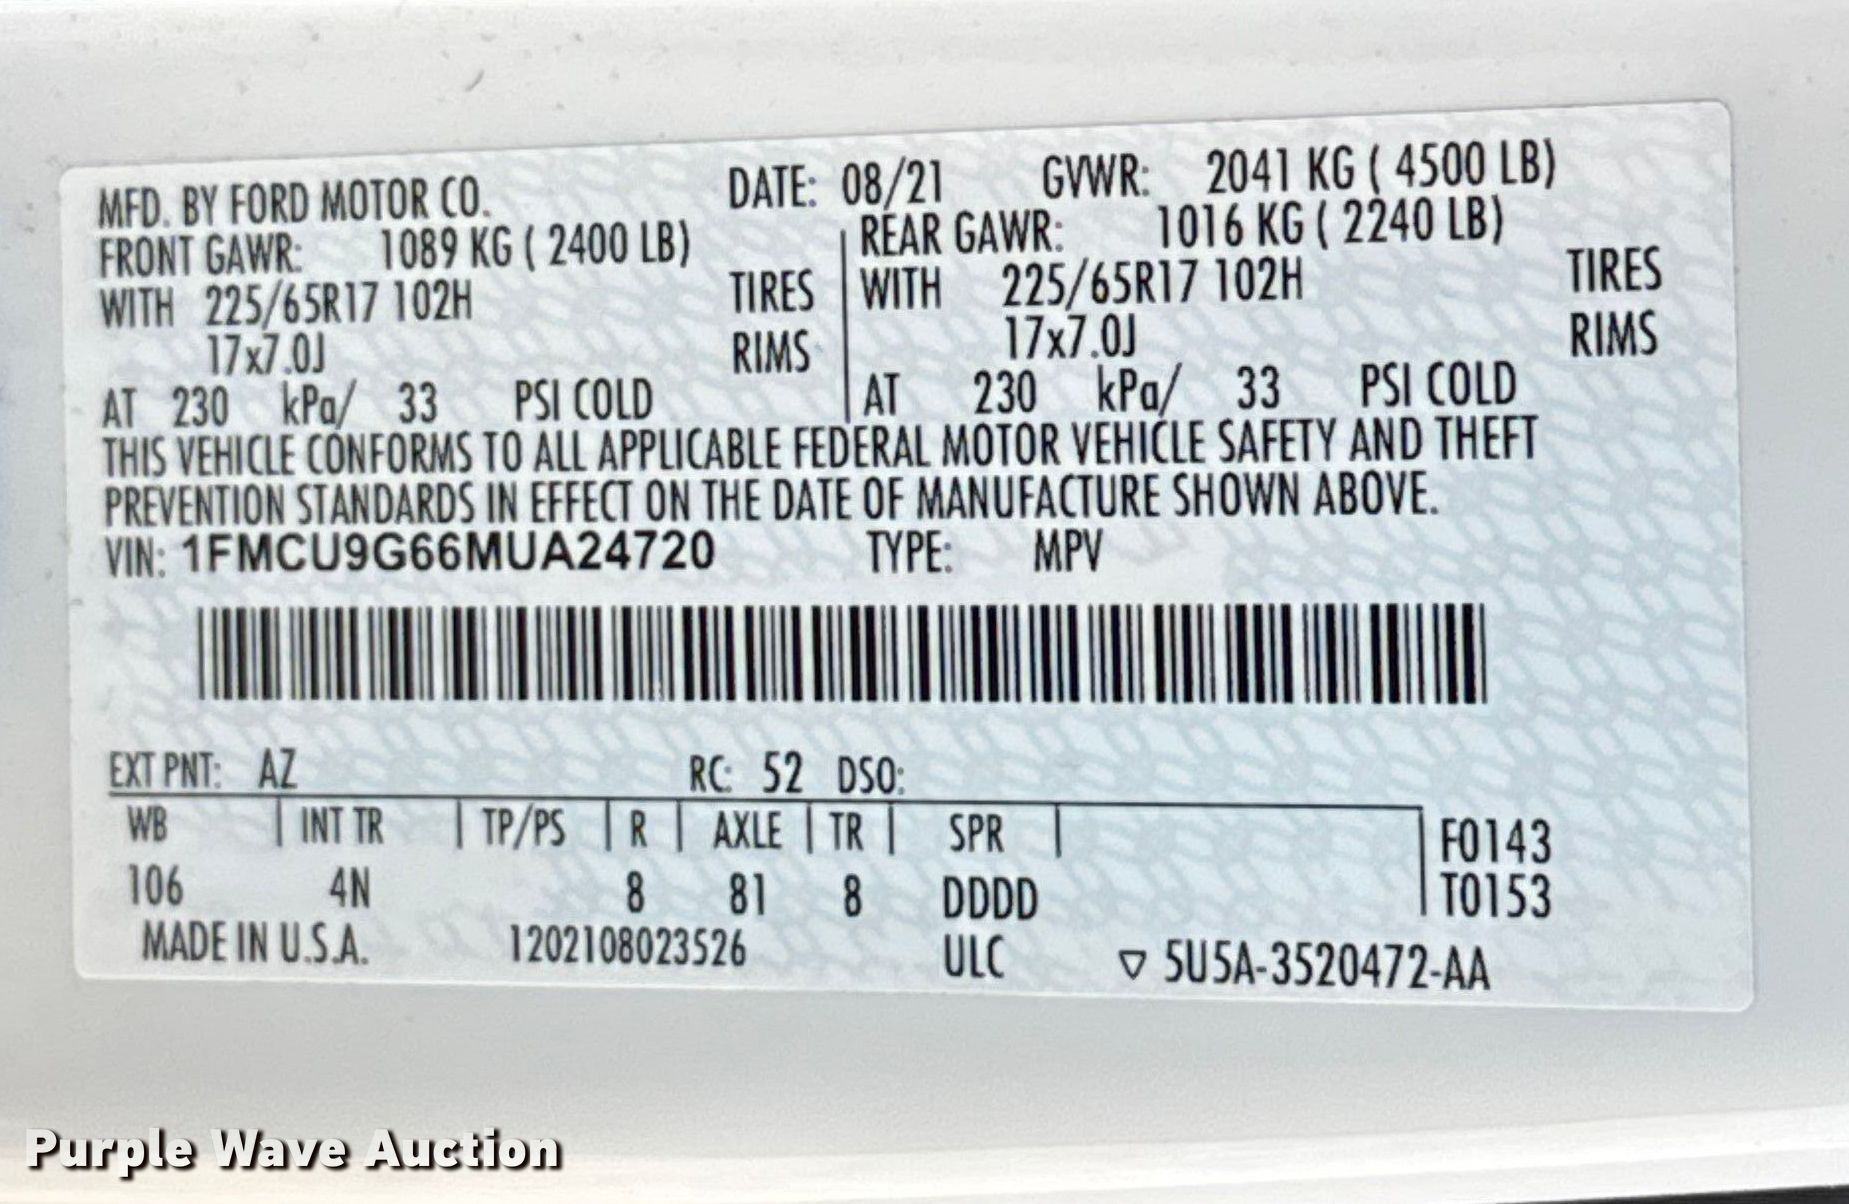 MFD. BY FORD MOTOR CO. DATE: 08/21 GVWR: 2041 KG ( 4500 LB)
FRONT GAWR: 1089 KG ( 2400 LB) REAR GAWR: 1016 KG ( 2240 LB)
WITH 225/65R17 102H TIRES WITH 225/65R17 102H TIRES
17x7.0J RIMS 17x7.0J RIMS
AT 230 kPa/ 33 PSI COLD AT 230 kPa/ 33 PSI COLD
THIS VEHICLE CONFORMS TO ALL APPLICABLE FEDERAL MOTOR VEHICLE SAFETY AND THEFT
PREVENTION STANDARDS IN EFFECT ON THE DATE OF MANUFACTURE SHOWN ABOVE.
VIN: 1FMCU9G66MUA24720 TYPE: MPV
EXT PNT: AZ RC: 52 DSO:
WB INT TR TP/PS R AXLE TR SPR F0143
106 4N 8 81 8 DDDD T0153
MADE IN U.S.A. 1202108023526 ULC ▽ 5U5A-3520472-AA
Purple Wave Auction